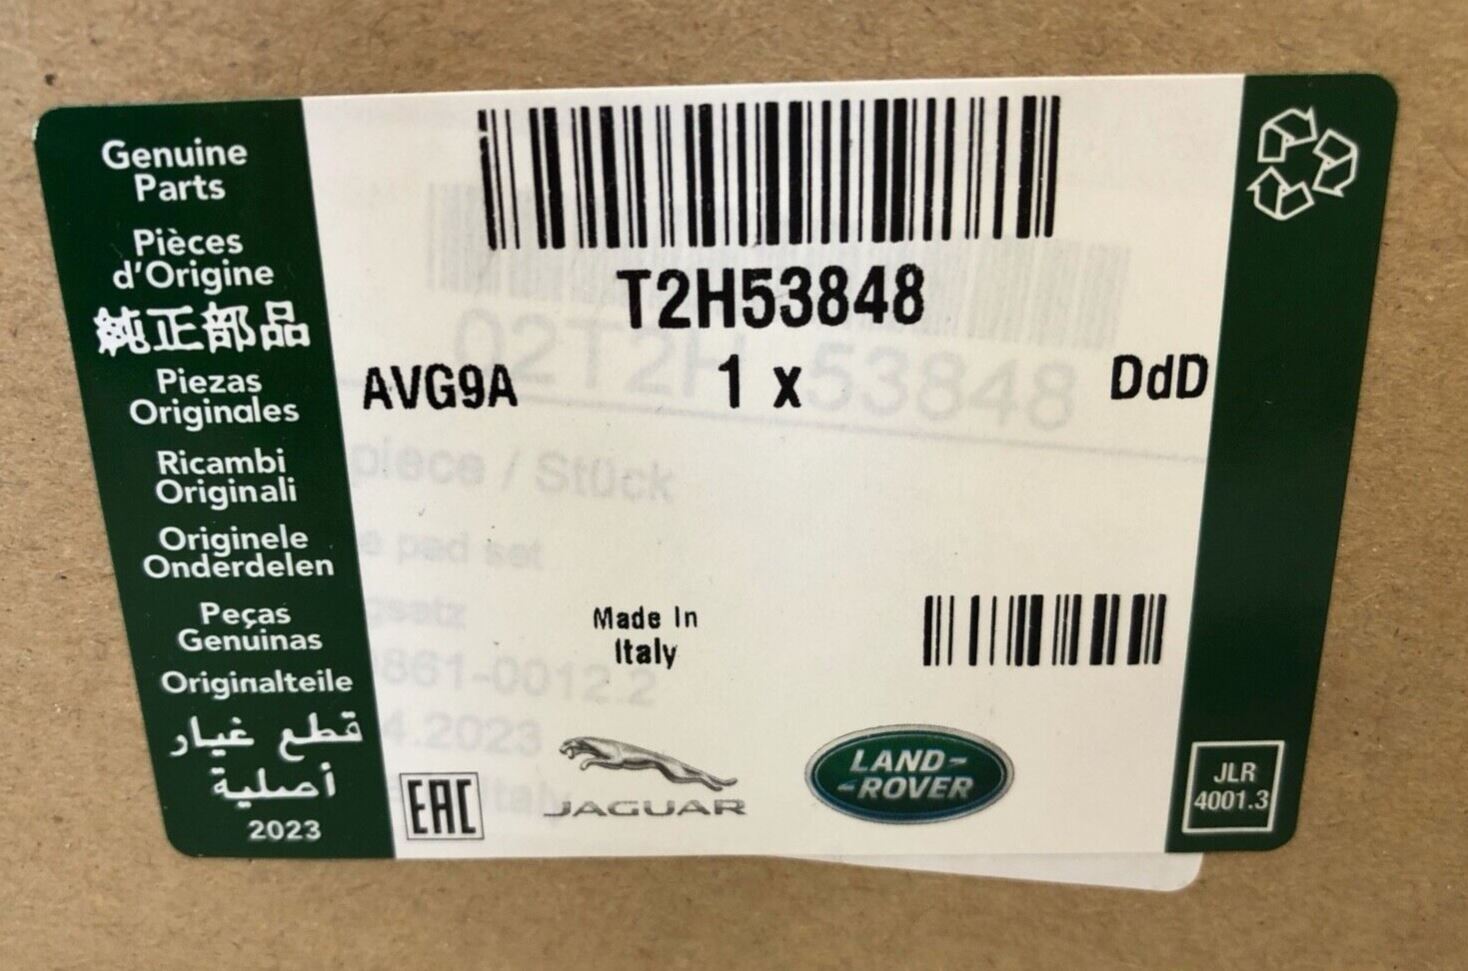 Genuine
Parts
Pièces
d'Origine
純正部品
Piezas
Originales
Ricambi
Originali
Originele
Onderdelen
Peças
Genuinas
Originalteile
قطع غيار
أصلية
2023
T2H53848
AVG9A 1 x DdD
02T2H 53848
piece / Stück
e pad set
gsatz
861-0012.2
4.2023
Made In
Italy
EAC
JAGUAR
LAND-
-ROVER
JLR
4001.3